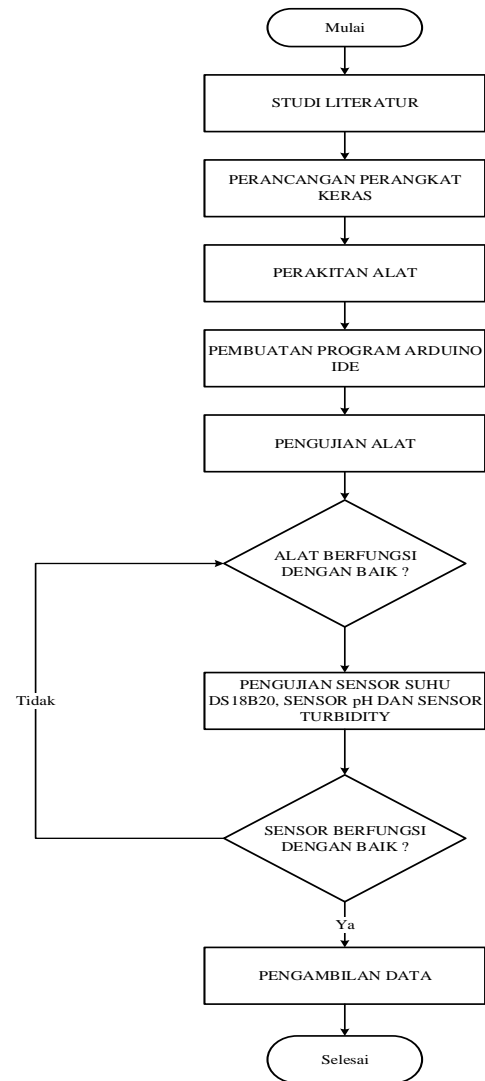 Mulai
STUDI LITERATUR
PERANCANGAN PERANGKAT
KERAS
PERAKITAN ALAT
PEMBUATAN PROGRAM ARDUINO
IDE
PENGUJIAN ALAT
ALAT BERFUNGSI
DENGAN BAIK ?
PENGUJIAN SENSOR SUHU
DS18B20, SENSOR pH DAN SENSOR
TURBIDITY
Tidak
SENSOR BERFUNGSI
DENGAN BAIK ?
Ya
PENGAMBILAN DATA
Selesai